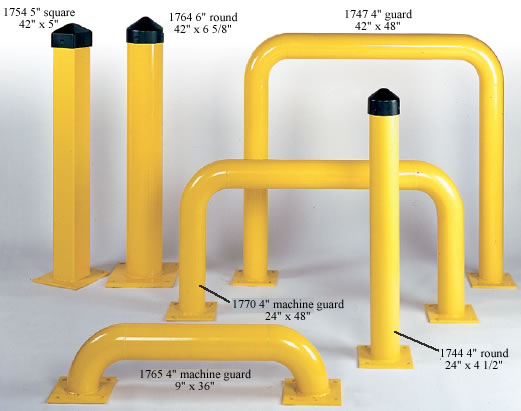 1754 5" square
42" x 5"
1764 6" round
42" x 6 5/8"
1747 4" guard
42" x 48"
1770 4" machine guard
24" x 48"
1744 4" round
24" x 4 1/2"
1765 4" machine guard
9" x 36"